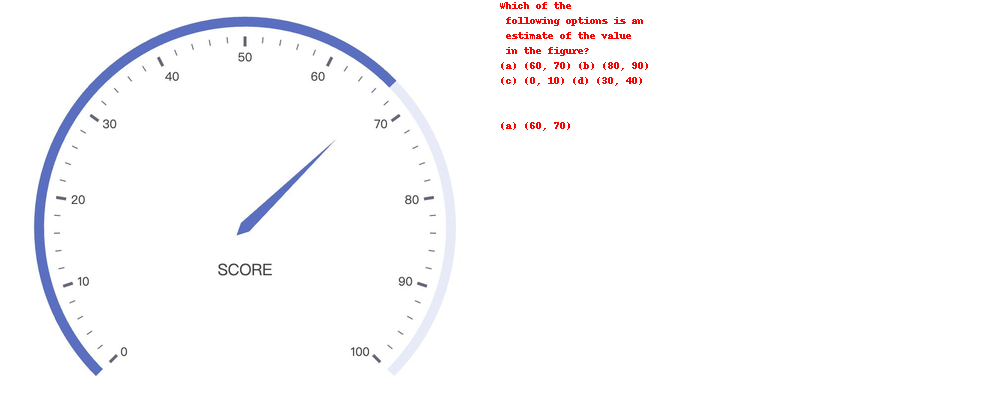 50
40
60
30
70
20
80
SCORE
10
90
0
100
Which of the
following options is an
estimate of the value
in the figure?
(a) (60, 70) (b) (80, 90)
(c) (0, 10) (d) (30, 40)
(a) (60, 70)